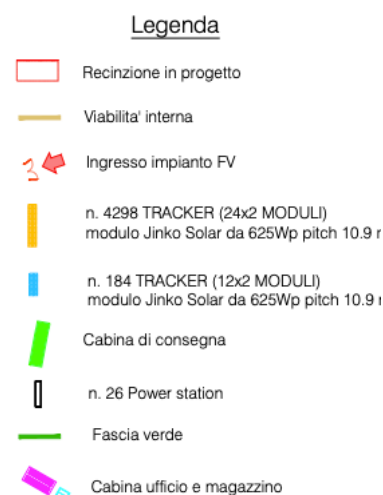 Legenda
Recinzione in progetto
Viabilita' interna
Ingresso impianto FV
n. 4298 TRACKER (24x2 MODULI)
modulo Jinko Solar da 625Wp pitch 10.9
n. 184 TRACKER (12x2 MODULI)
modulo Jinko Solar da 625Wp pitch 10.9
Cabina di consegna
n. 26 Power station
Fascia verde
Cabina ufficio e magazzino